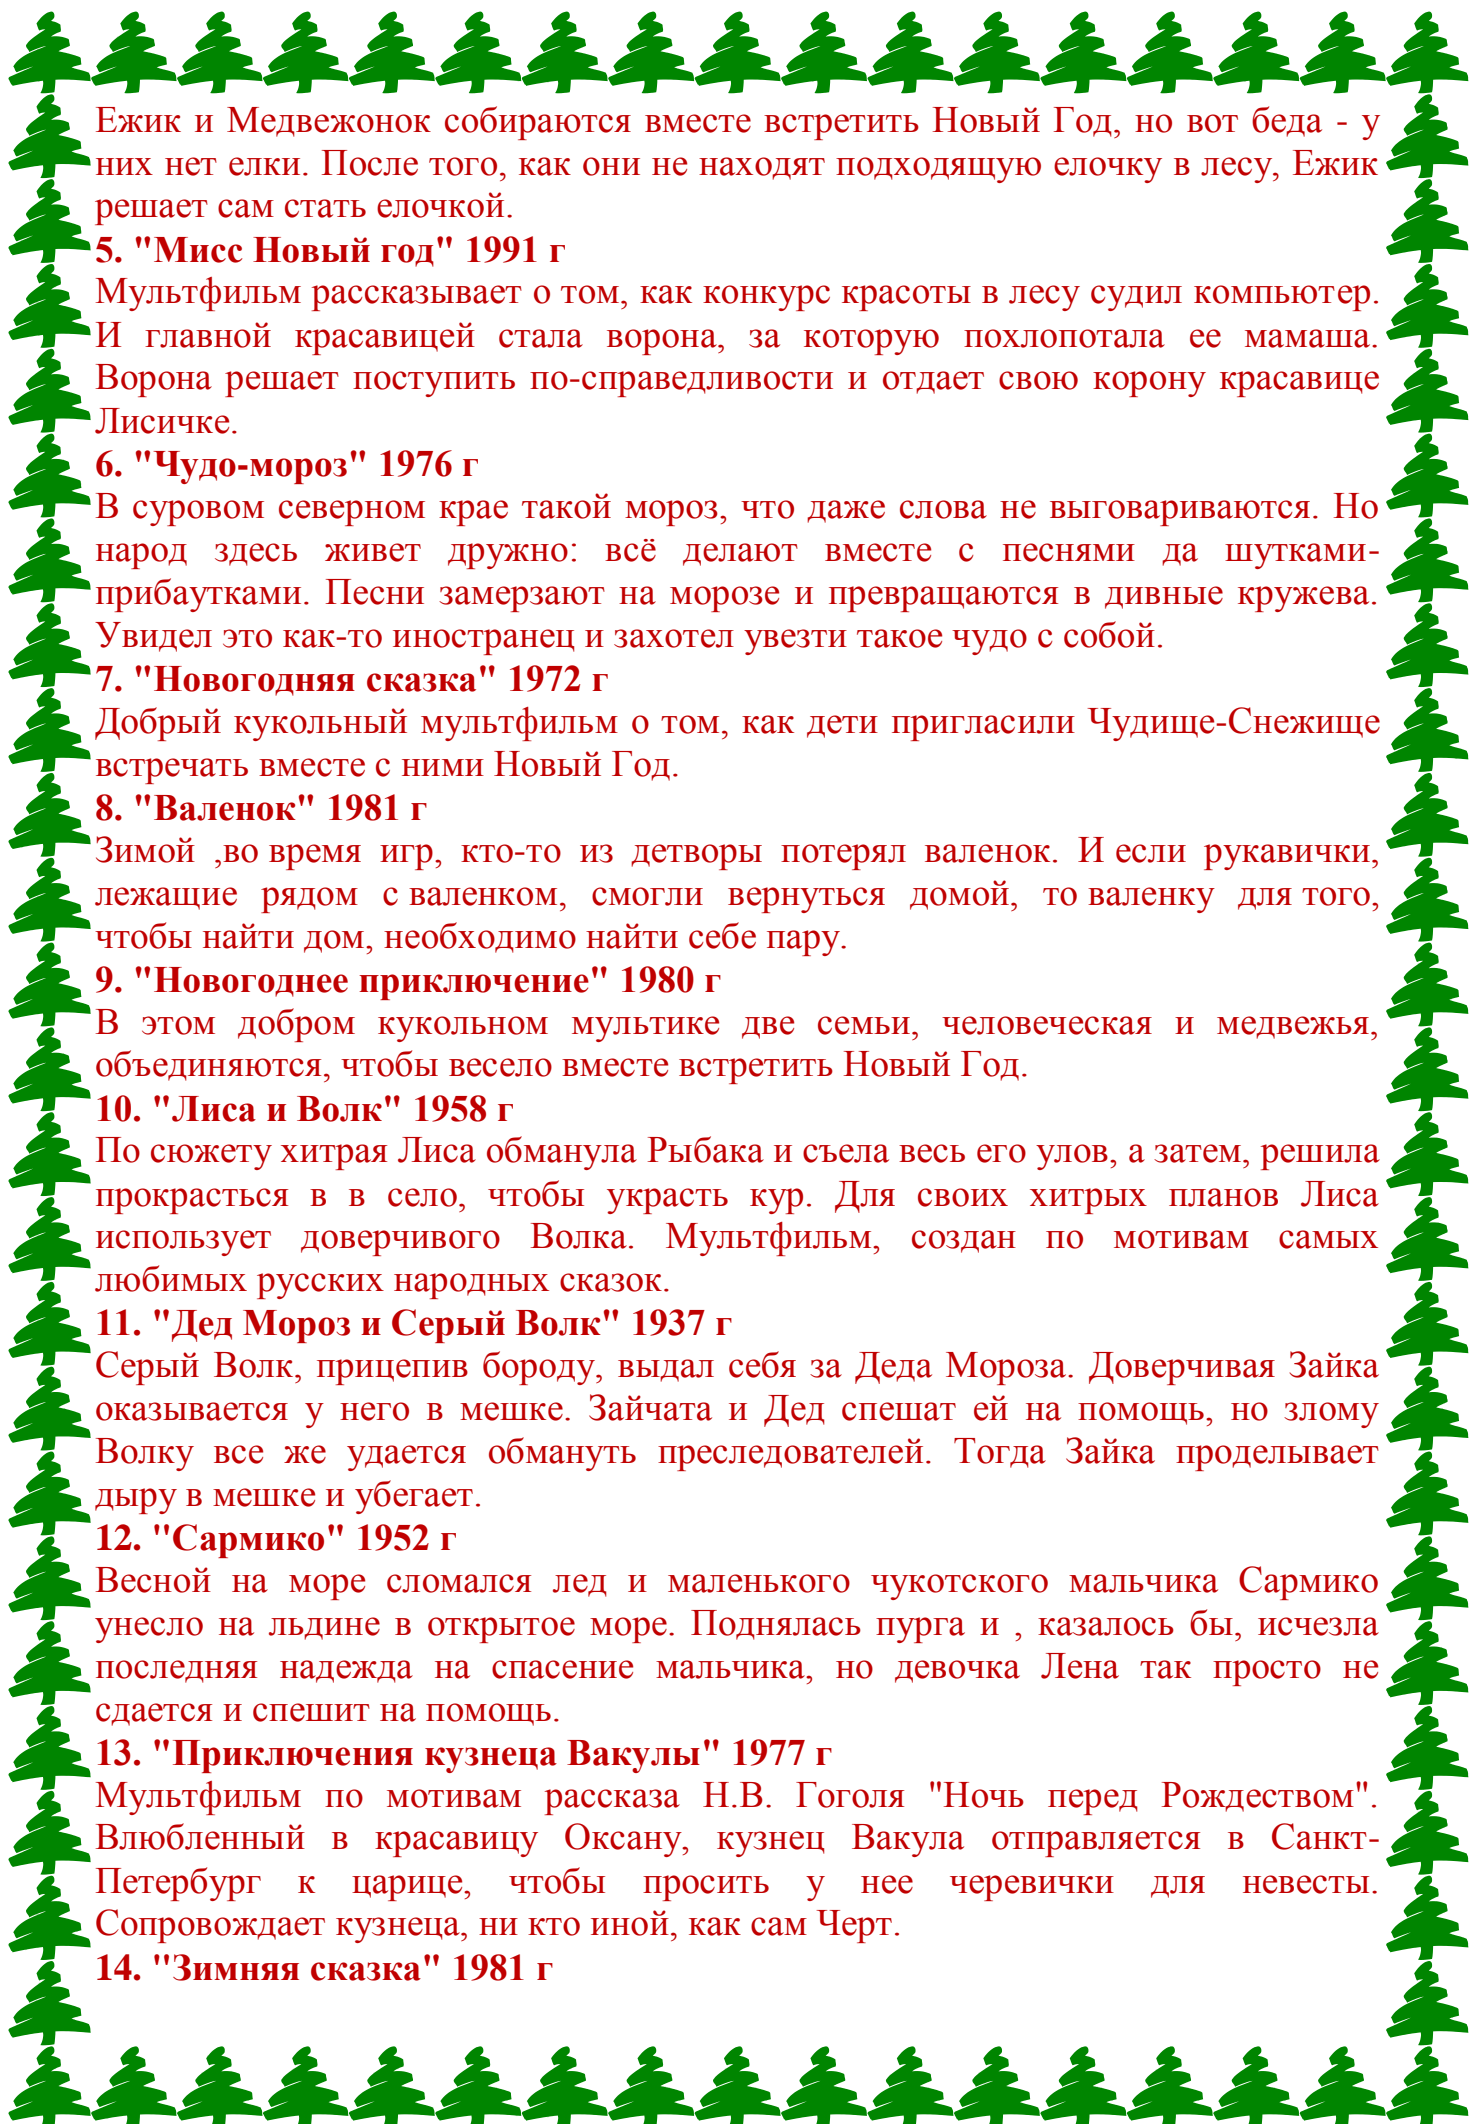 Ежик и Медвежонок собираются вместе встретить Новый Год, но вот беда - у
них нет елки. После того, как они не находят подходящую елочку в лесу, Ежик
решает сам стать елочкой.
5. "Мисс Новый год" 1991 г
Мультфильм рассказывает о том, как конкурс красоты в лесу судил компьютер.
И главной красавицей стала ворона, за которую похлопотала ее мамаша.
Ворона решает поступить по-справедливости и отдает свою корону красавице
Лисичке.
6. "Чудо-мороз" 1976 г
В суровом северном крае такой мороз, что даже слова не выговариваются. Но
народ здесь живет дружно: всё делают вместе с песнями да шутками-
прибаутками. Песни замерзают на морозе и превращаются в дивные кружева.
Увидел это как-то иностранец и захотел увезти такое чудо с собой.
7. "Новогодняя сказка" 1972 г
Добрый кукольный мультфильм о том, как дети пригласили Чудище-Снежище
встречать вместе с ними Новый Год.
8. "Валенок" 1981 г
Зимой ,во время игр, кто-то из детворы потерял валенок. И если рукавички,
лежащие рядом с валенком, смогли вернуться домой, то валенку для того,
чтобы найти дом, необходимо найти себе пару.
9. "Новогоднее приключение" 1980 г
В этом добром кукольном мультике две семьи, человеческая и медвежья,
объединяются, чтобы весело вместе встретить Новый Год.
10. "Лиса и Волк" 1958 г
По сюжету хитрая Лиса обманула Рыбака и съела весь его улов, а затем, решила
прокрасться в в село, чтобы украсть кур. Для своих хитрых планов Лиса
использует доверчивого Волка. Мультфильм, создан по мотивам самых
любимых русских народных сказок.
11. "Дед Мороз и Серый Волк" 1937 г
Серый Волк, прицепив бороду, выдал себя за Деда Мороза. Доверчивая Зайка
оказывается у него в мешке. Зайчата и Дед спешат ей на помощь, но злому
Волку все же удается обмануть преследователей. Тогда Зайка проделывает
дыру в мешке и убегает.
12. "Сармико" 1952 г
Весной на море сломался лед и маленького чукотского мальчика Сармико
унесло на льдине в открытое море. Поднялась пурга и , казалось бы, исчезла
последняя надежда на спасение мальчика, но девочка Лена так просто не
сдается и спешит на помощь.
13. "Приключения кузнеца Вакулы" 1977 г
Мультфильм по мотивам рассказа Н.В. Гоголя "Ночь перед Рождеством".
Влюбленный в красавицу Оксану, кузнец Вакула отправляется в Санкт-
Петербург к царице, чтобы просить у нее черевички для невесты.
Сопровождает кузнеца, ни кто иной, как сам Черт.
14. "Зимняя сказка" 1981 г